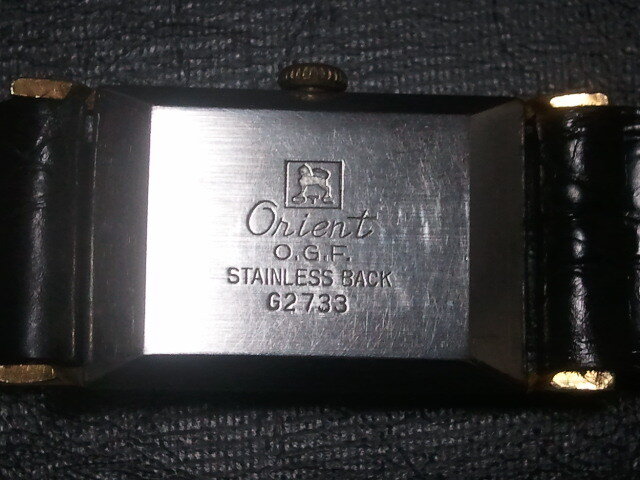 Orient
O.G.F.
STAINLESS BACK
G2733